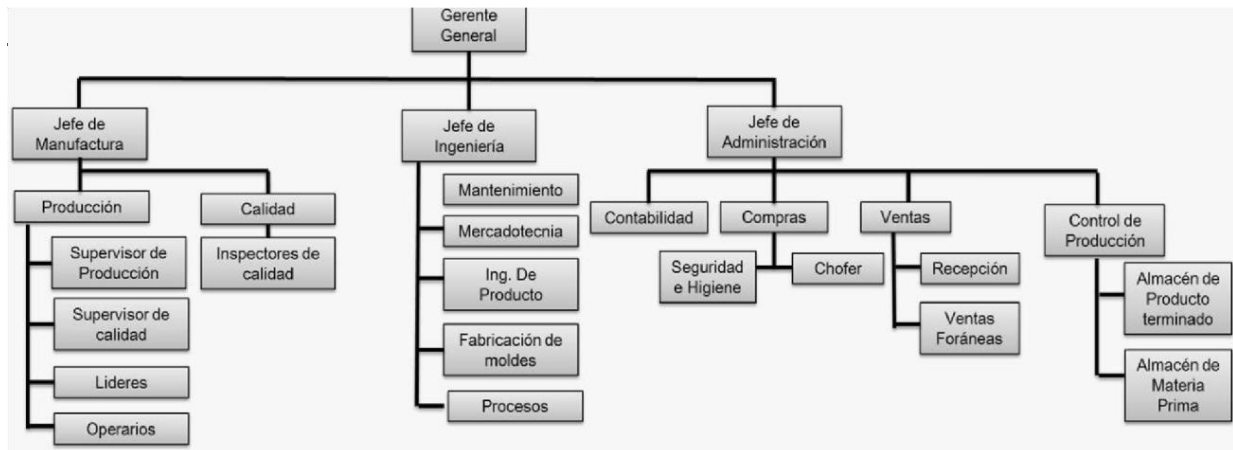 Gerente
General
Jefe de
Manufactura
Jefe de
Ingeniería
Jefe de
Administración
Producción
Calidad
Supervisor de
Producción
Supervisor de
calidad
Lideres
Operarios
Inspectores de
calidad
Mantenimiento
Mercadotecnia
Ing. De
Producto
Fabricación de
moldes
Procesos
Contabilidad
Compras
Ventas
Control de
Producción
Seguridad
e Higiene
Chofer
Recepción
Ventas
Foráneas
Almacén de
Producto
terminado
Almacén de
Materia
Prima